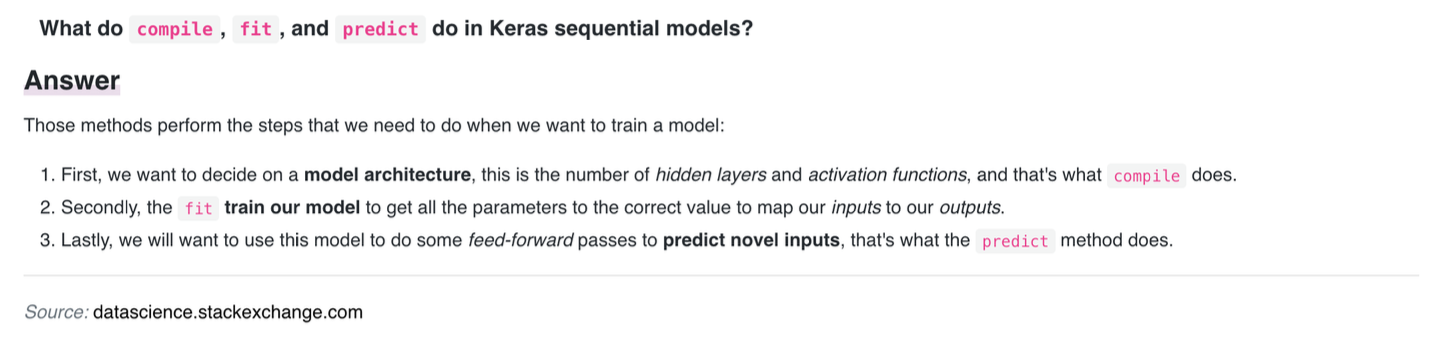 What do compile, fit, and predict do in Keras sequential models?
Answer
Those methods perform the steps that we need to do when we want to train a model:
1. First, we want to decide on a model architecture, this is the number of hidden layers and activation functions, and that's what compile does.
2. Secondly, the fit train our model to get all the parameters to the correct value to map our inputs to our outputs.
3. Lastly, we will want to use this model to do some feed-forward passes to predict novel inputs, that's what the predict method does.
Source: datascience.stackexchange.com